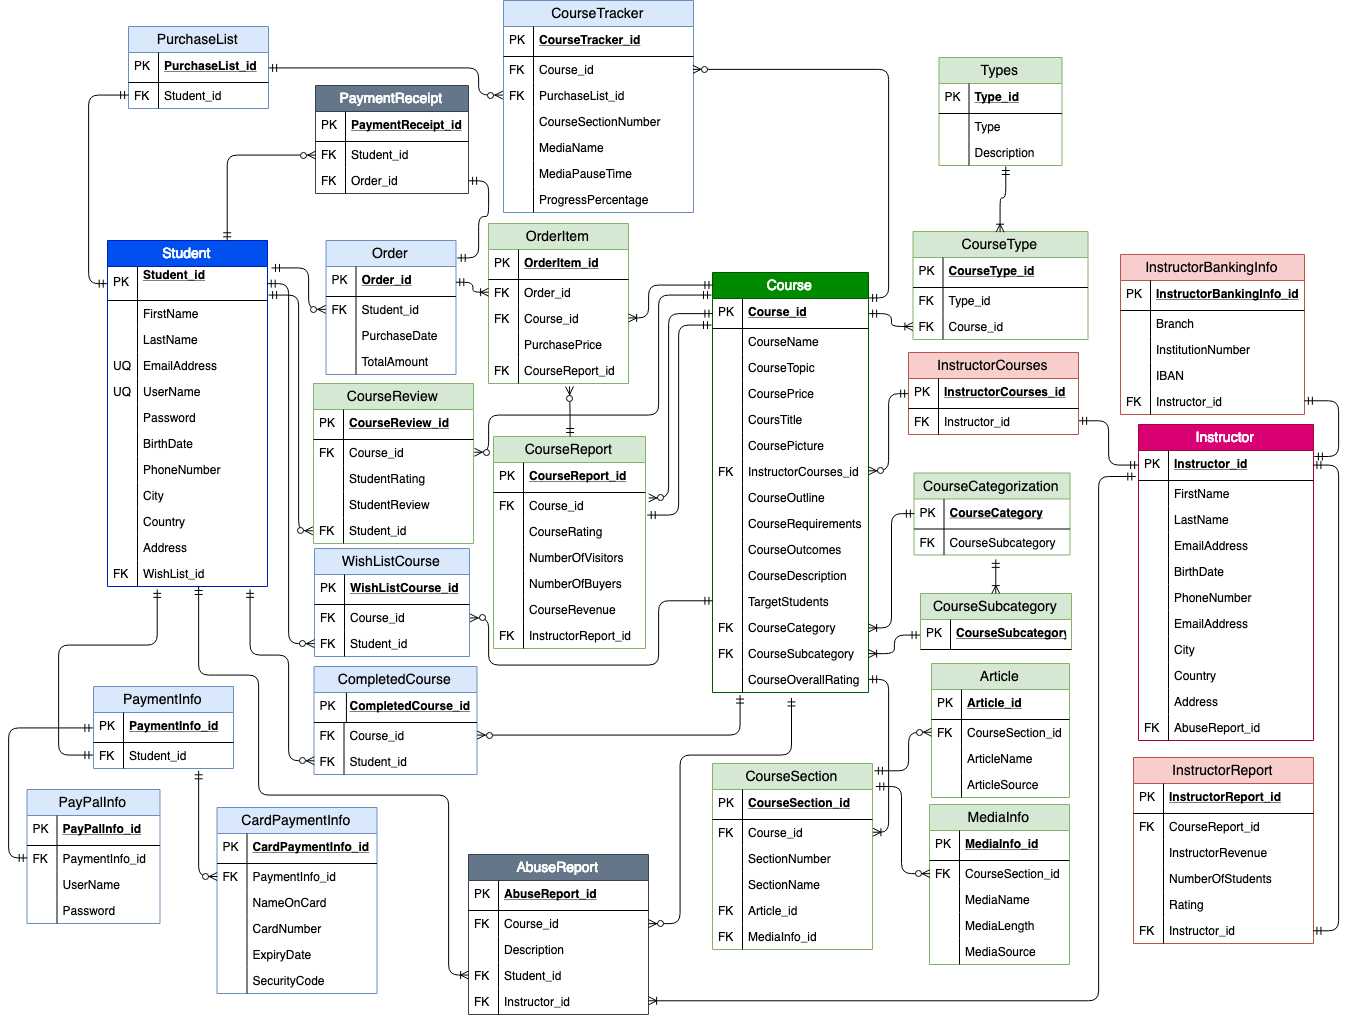 PurchaseList
PK PurchaseList_id
FK Student_id
CourseTracker
PK CourseTracker_id
FK Course_id
FK PurchaseList_id
CourseSectionNumber
MediaName
MediaPauseTime
ProgressPercentage
PaymentReceipt
PK PaymentReceipt_id
FK Student_id
FK Order_id
Types
PK Type_id
Type
Description
Student
PK Student_id
FirstName
LastName
UQ EmailAddress
UQ UserName
Password
BirthDate
PhoneNumber
City
Country
Address
FK WishList_id
Order
PK Order_id
FK Student_id
PurchaseDate
TotalAmount
OrderItem
PK OrderItem_id
FK Order_id
FK Course_id
PurchasePrice
FK CourseReport_id
Course
PK Course_id
CourseName
CourseTopic
CoursePrice
CoursTitle
CoursePicture
FK InstructorCourses_id
CourseOutline
CourseRequirements
CourseOutcomes
CourseDescription
TargetStudents
FK CourseCategory
FK CourseSubcategory
CourseOverallRating
CourseType
PK CourseType_id
FK Type_id
FK Course_id
InstructorBankingInfo
PK InstructorBankingInfo_id
Branch
InstitutionNumber
IBAN
FK Instructor_id
InstructorCourses
PK InstructorCourses_id
FK Instructor_id
CourseReview
PK CourseReview_id
FK Course_id
StudentRating
StudentReview
FK Student_id
CourseReport
PK CourseReport_id
FK Course_id
CourseRating
NumberOfVisitors
NumberOfBuyers
CourseRevenue
FK InstructorReport_id
Instructor
PK Instructor_id
FirstName
LastName
EmailAddress
BirthDate
PhoneNumber
EmailAddress
City
Country
Address
FK AbuseReport_id
CourseCategorization
PK CourseCategory
FK CourseSubcategory
WishListCourse
PK WishListCourse_id
FK Course_id
FK Student_id
CourseSubcategory
PK CourseSubcategory
CompletedCourse
PK CompletedCourse_id
FK Course_id
FK Student_id
Article
PK Article_id
FK CourseSection_id
ArticleName
ArticleSource
PaymentInfo
PK PaymentInfo_id
FK Student_id
CourseSection
PK CourseSection_id
FK Course_id
SectionNumber
SectionName
FK Article_id
FK MediaInfo_id
InstructorReport
PK InstructorReport_id
FK CourseReport_id
InstructorRevenue
NumberOfStudents
Rating
FK Instructor_id
PayPalInfo
PK PayPalInfo_id
FK PaymentInfo_id
UserName
Password
CardPaymentInfo
PK CardPaymentInfo_id
FK PaymentInfo_id
NameOnCard
CardNumber
ExpiryDate
SecurityCode
MediaInfo
PK MediaInfo_id
FK CourseSection_id
MediaName
MediaLength
MediaSource
AbuseReport
PK AbuseReport_id
FK Course_id
Description
FK Student_id
FK Instructor_id